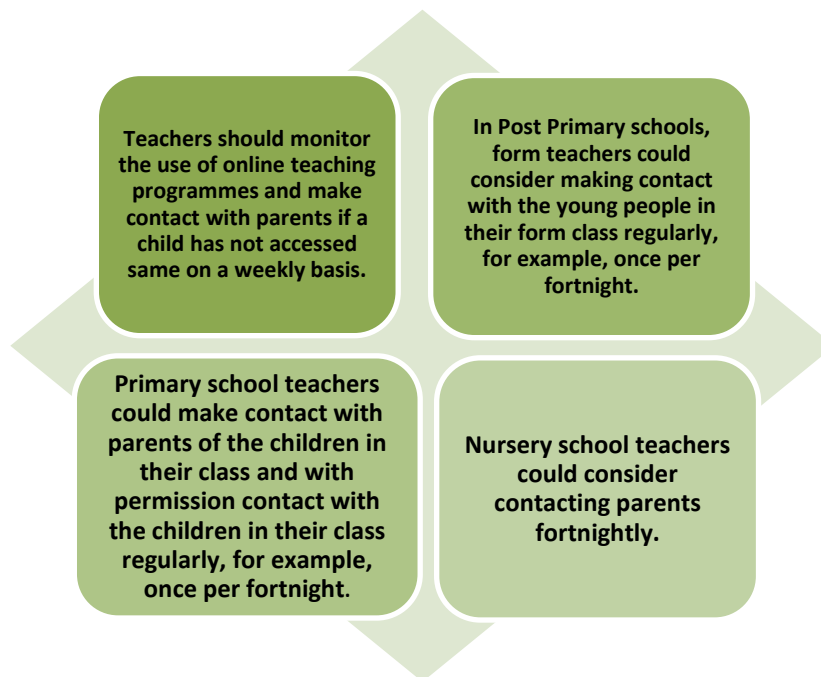 Teachers should monitor
the use of online teaching
programmes and make
contact with parents if a
child has not accessed
same on a weekly basis.
In Post Primary schools,
form teachers could
consider making contact
with the young people in
their form class regularly,
for example, once per
fortnight.
Primary school teachers
could make contact with
parents of the children in
their class and with
permission contact with
the children in their class
regularly, for example,
once per fortnight.
Nursery school teachers
could consider
contacting parents
fortnightly.